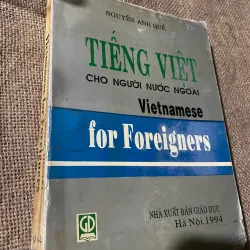 NGUYỄN ANH QUẾ
TIẾNG VIỆT
CHO NGƯỜI NƯỚC NGOÀI
Vietnamese
for Foreigners
NHÀ XUẤT BẢN GIÁO DỤC
Hà Nội.1994